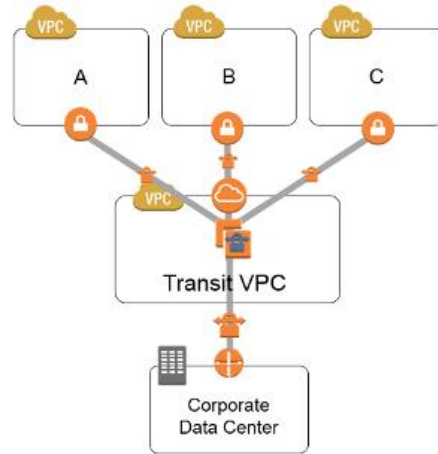 VPC
VPC
VPC
A
B
C
VPC
Transit VPC
Corporate
Data Center